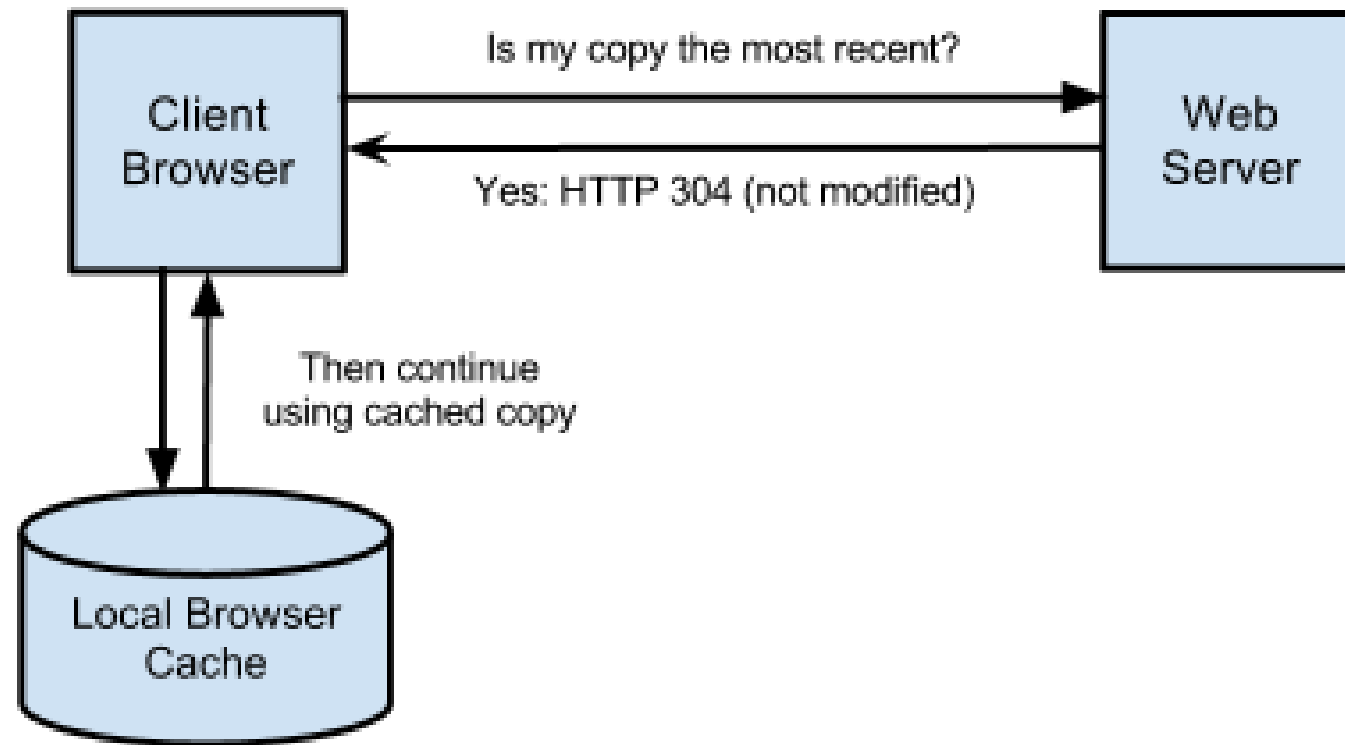 Is my copy the most recent?
Client
Browser
Web
Server
Yes: HTTP 304 (not modified)
Then continue
using cached copy
Local Browser
Cache